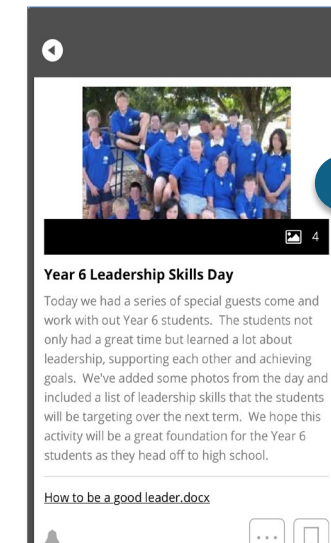 4
Year 6 Leadership Skills Day
Today we had a series of special guests come and
work with out Year 6 students.  The students not
only had a great time but learned a lot about
leadership, supporting each other and achieving
goals.  We've added some photos from the day and
included a list of leadership skills that the students
will be targeting over the next term.  We hope this
activity will be a great foundation for the Year 6
students as they head off to high school.
How to be a good leader.docx